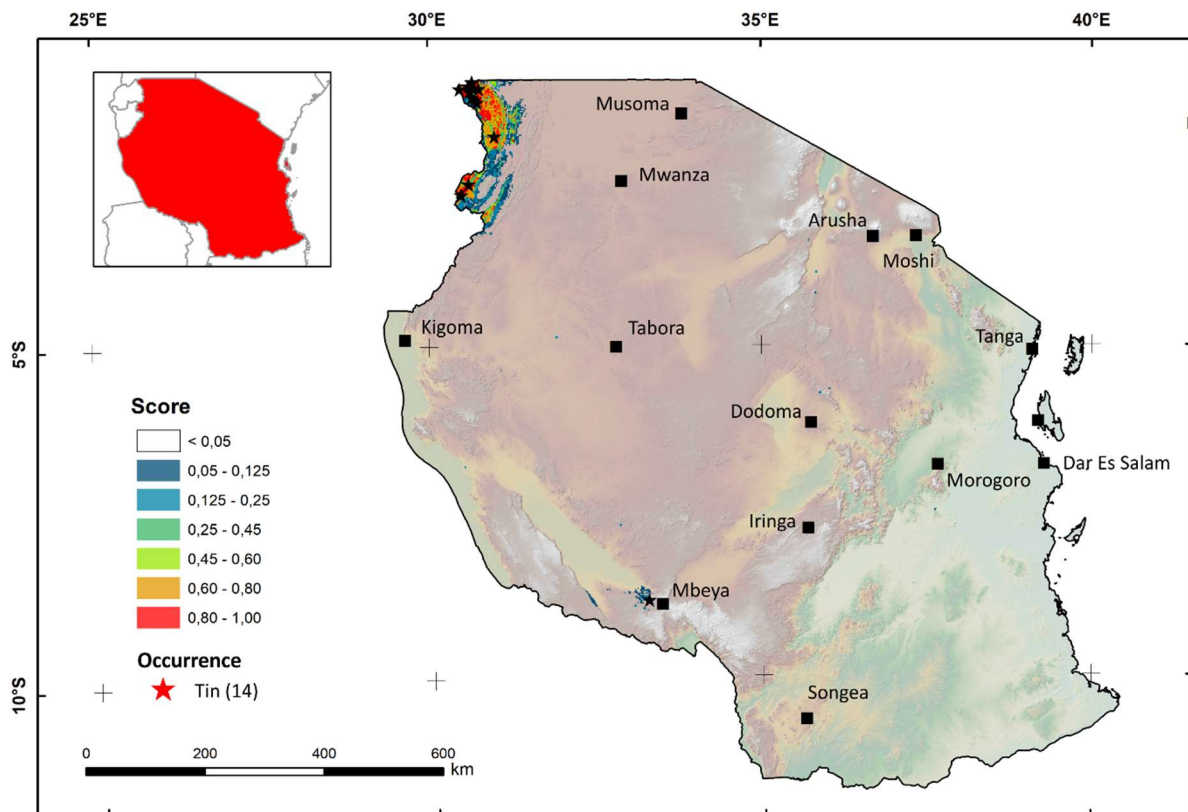 25°E
30°E
35°E
40°E
Musoma
Mwanza
Arusha
Moshi
Kigoma
Tabora
Tanga
5°S
Dodoma
Score
< 0,05
0,05 - 0,125
0,125 - 0,25
0,25 - 0,45
0,45 - 0,60
0,60 - 0,80
0,80 - 1,00
Dar Es Salam
Morogoro
Iringa
Mbeya
Occurrence
Tin (14)
10°S
Songea
0
200
400
600
km